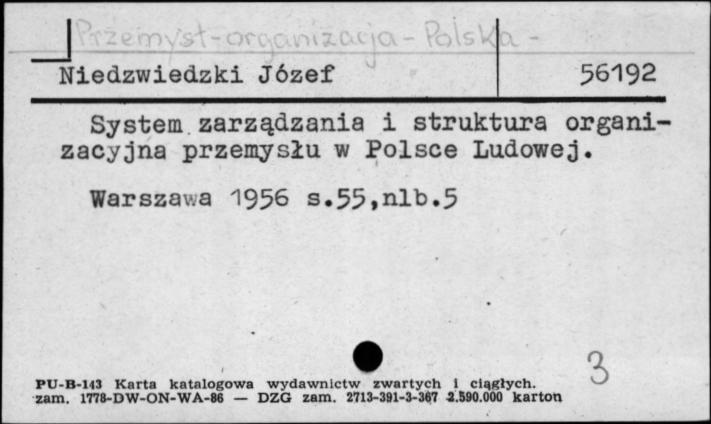 Przemysł-organizacja-Polska-
Niedzwiedzki Józef 56192
System zarządzania i struktura organi-
zacyjna przemysłu w Polsce Ludowej.
Warszawa 1956 s.55,nlb.5
3
PU-B-143 Karta katalogowa wydawnictw zwartych i ciągłych.
zam. 1778-DW-ON-WA-86 — DZG zam. 2713-391-3-367 2.590.000 karton